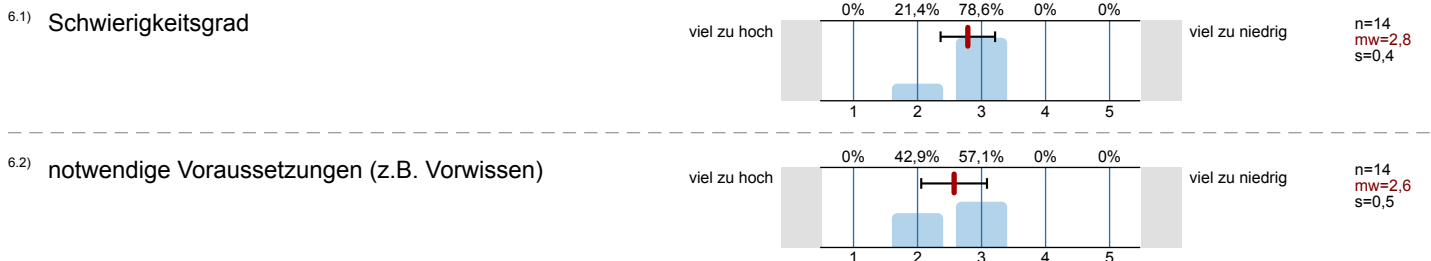 6.1) Schwierigkeitsgrad
0% 21,4% 78,6% 0% 0%
viel zu hoch viel zu niedrig
n=14
mw=2,8
s=0,4
1 2 3 4 5
6.2) notwendige Voraussetzungen (z.B. Vorwissen)
0% 42,9% 57,1% 0% 0%
viel zu hoch viel zu niedrig
n=14
mw=2,6
s=0,5
1 2 3 4 5